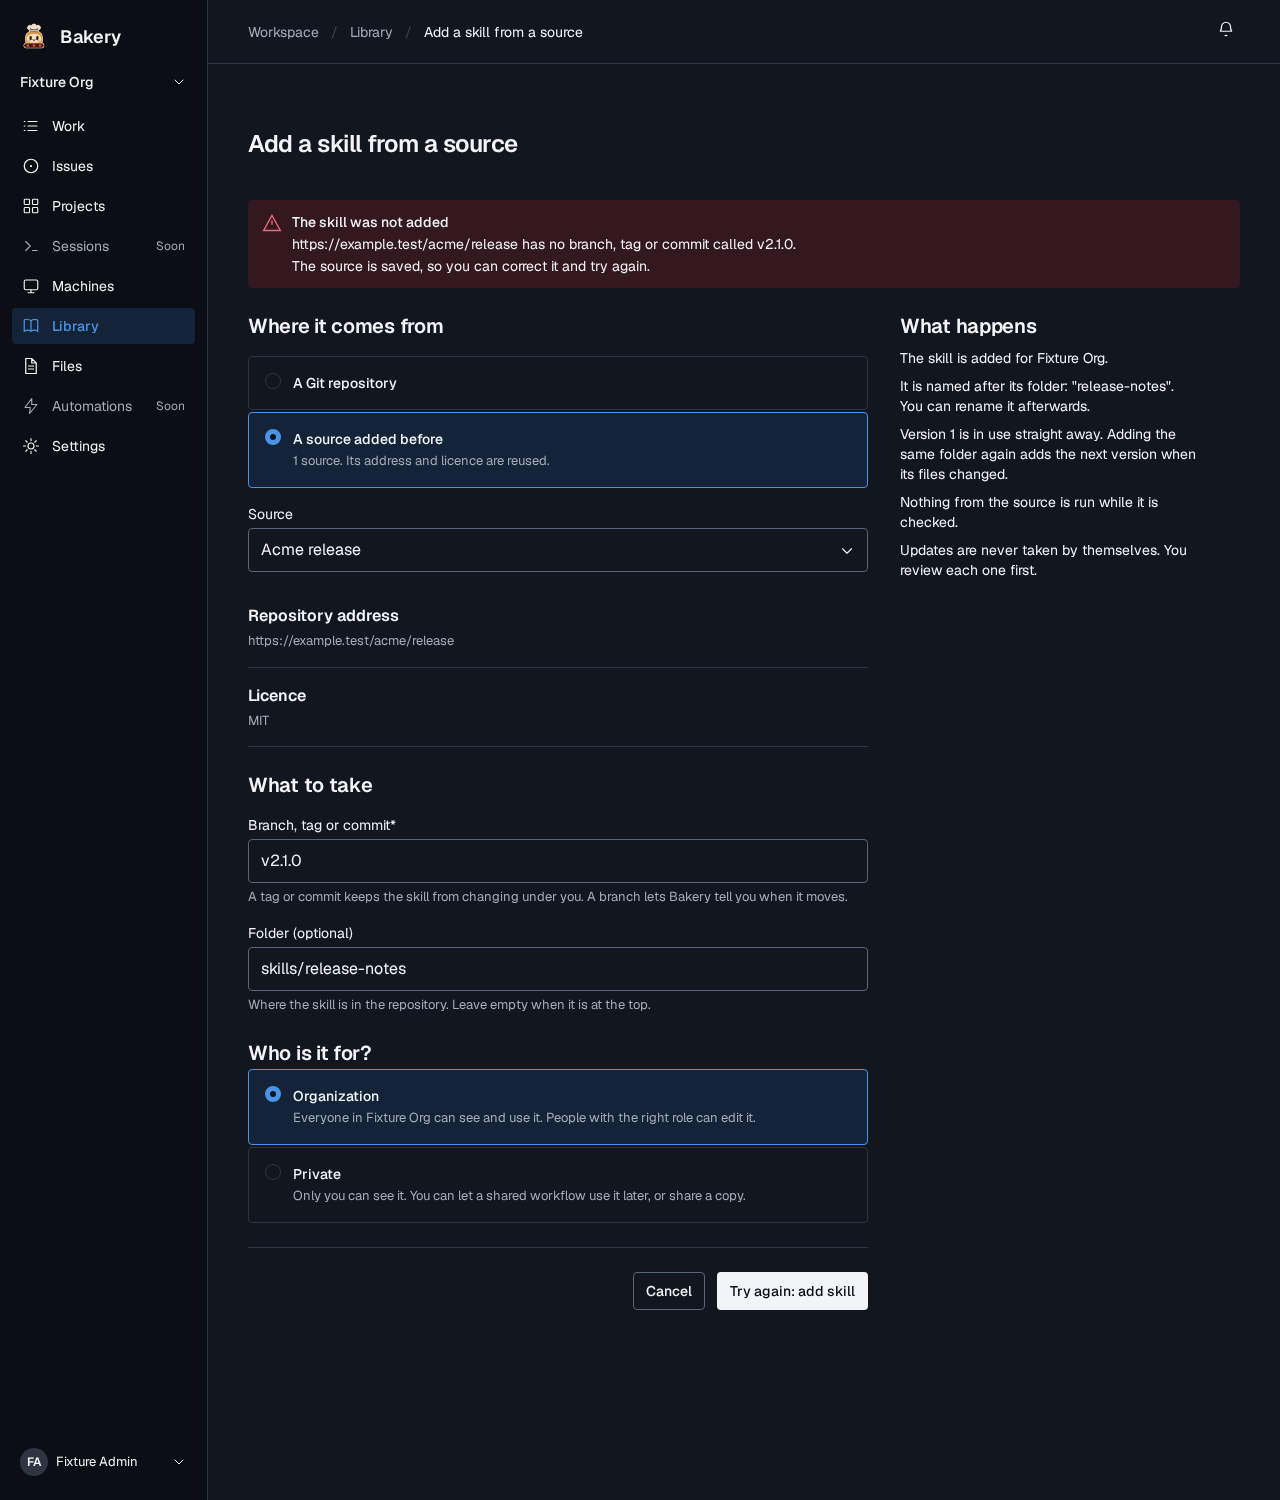 Bakery
Fixture Org
Work
Issues
Projects
Sessions Soon
Machines
Library
Files
Automations Soon
Settings
FA Fixture Admin
Workspace / Library / Add a skill from a source
Add a skill from a source
The skill was not added
https://example.test/acme/release has no branch, tag or commit called v2.1.0.
The source is saved, so you can correct it and try again.
Where it comes from
A Git repository
A source added before
1 source. Its address and licence are reused.
Source
Acme release
Repository address
https://example.test/acme/release
Licence
MIT
What to take
Branch, tag or commit*
v2.1.0
A tag or commit keeps the skill from changing under you. A branch lets Bakery tell you when it moves.
Folder (optional)
skills/release-notes
Where the skill is in the repository. Leave empty when it is at the top.
Who is it for?
Organization
Everyone in Fixture Org can see and use it. People with the right role can edit it.
Private
Only you can see it. You can let a shared workflow use it later, or share a copy.
Cancel
Try again: add skill
What happens
The skill is added for Fixture Org.
It is named after its folder: "release-notes".
You can rename it afterwards.
Version 1 is in use straight away. Adding the
same folder again adds the next version when
its files changed.
Nothing from the source is run while it is
checked.
Updates are never taken by themselves. You
review each one first.